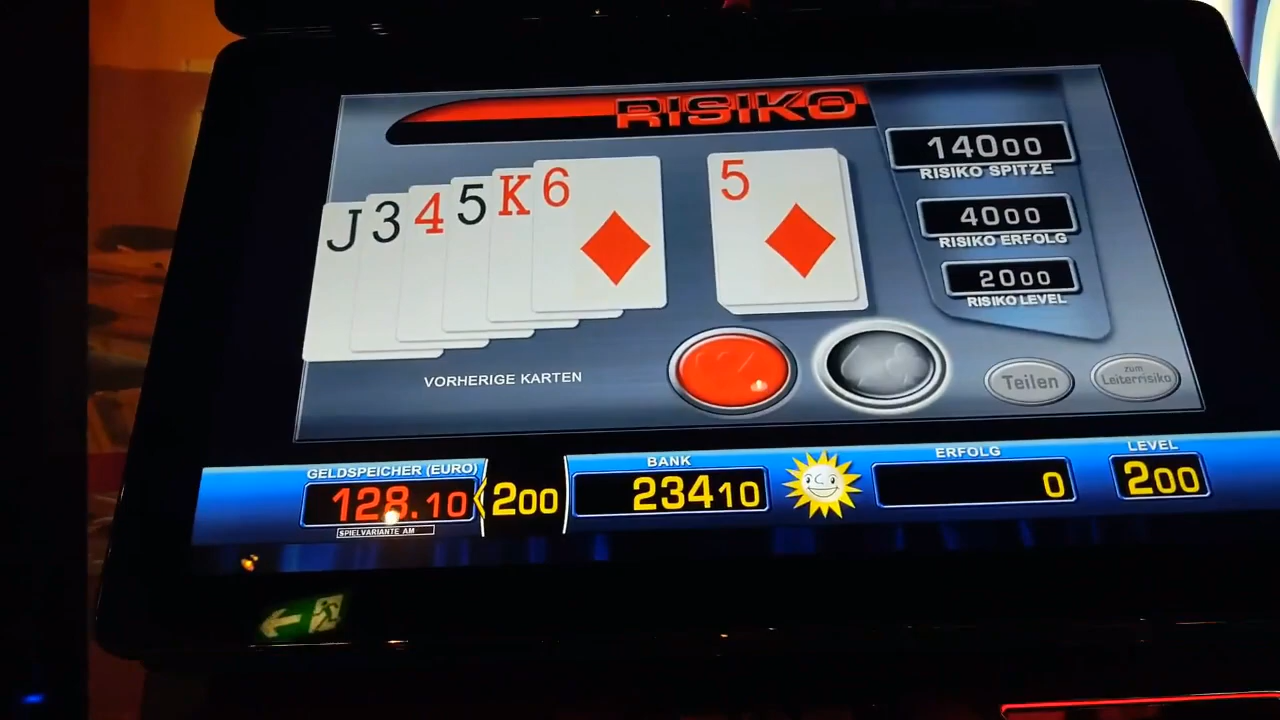 RISIKO
J 3 4 5 K 6
5
14000
RISIKO SPITZE
4000
RISIKO ERFOLG
2000
RISIKO LEVEL
VORHERIGE KARTEN
Teilen
zum
Leiterrisiko
GELDSPEICHER (EURO)
128.10
SPIELVARIANTE AM
200
BANK
23410
ERFOLG
0
LEVEL
200